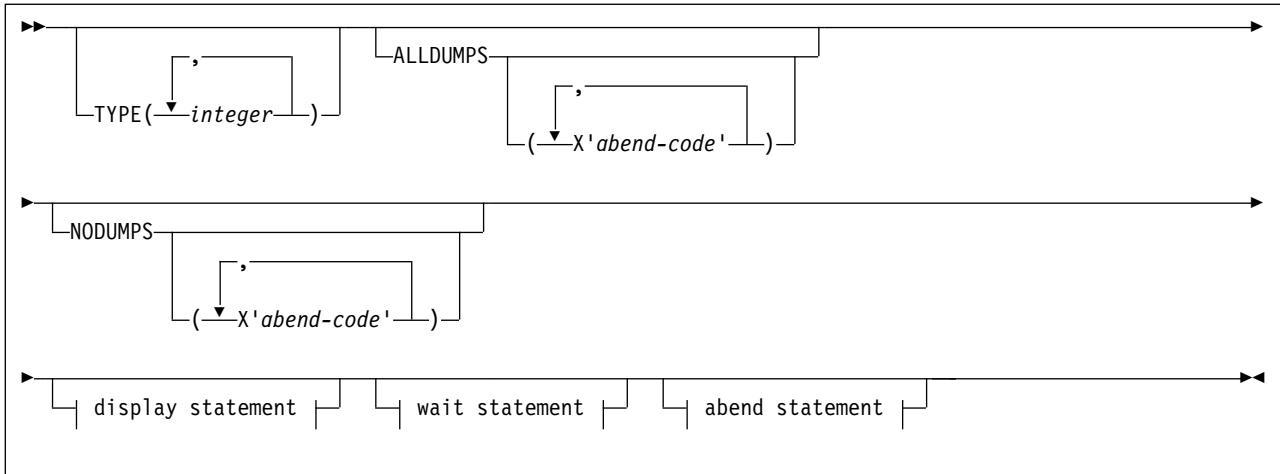 ,
ALLDUMPS
TYPE( integer )
,
( X'abend-code' )
NODUMPS
,
( X'abend-code' )
display statement wait statement abend statement